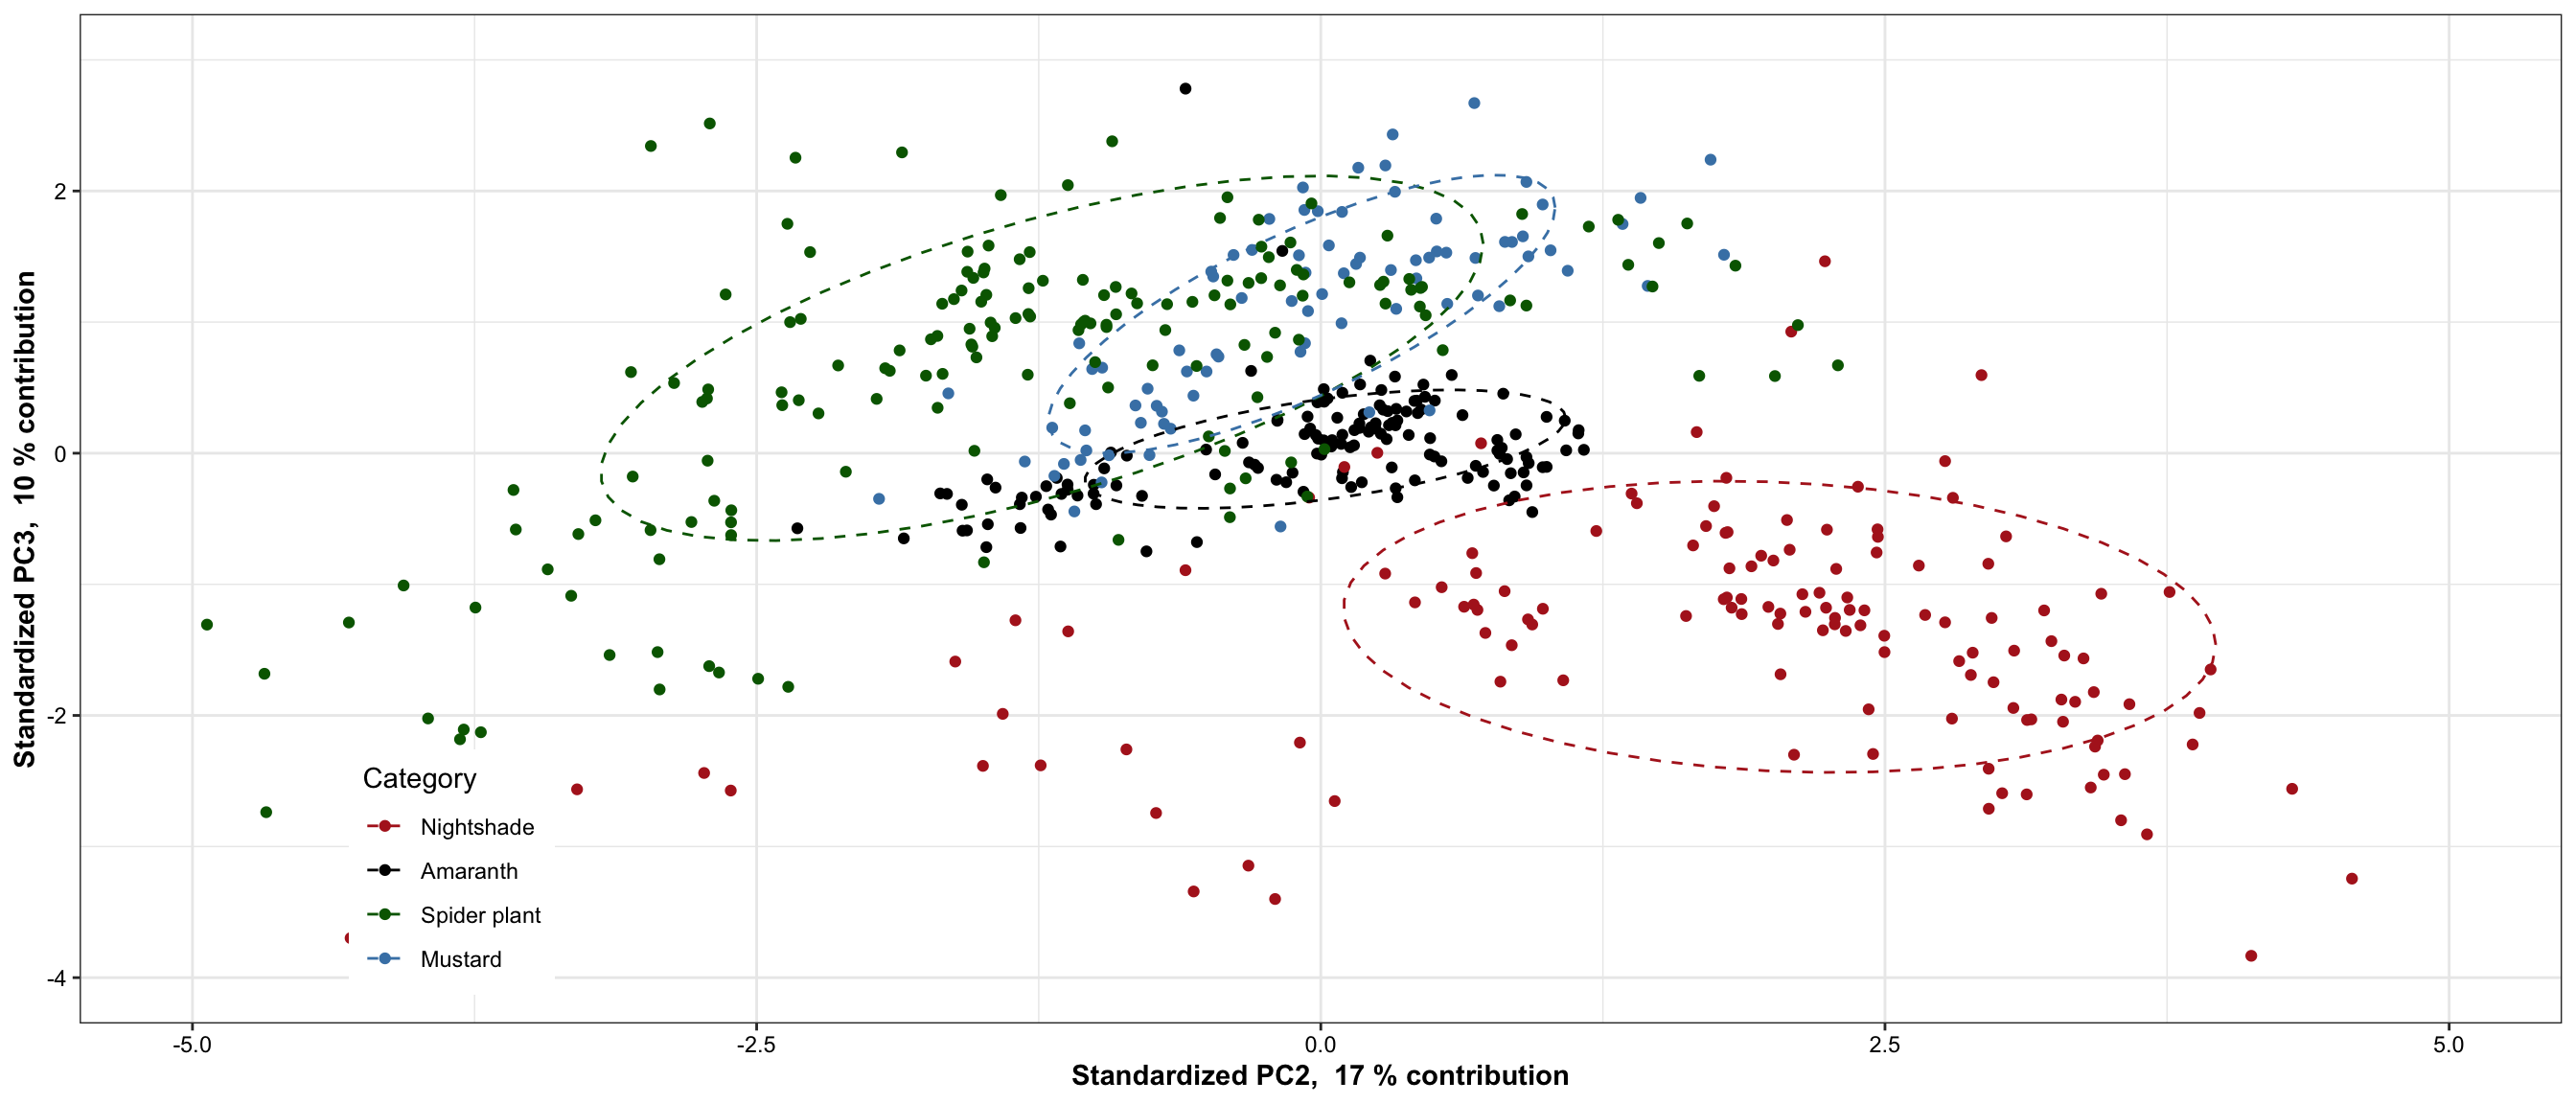 Standardized PC3,  10 % contribution
2
0
-2
-4
Category
Nightshade
Amaranth
Spider plant
Mustard
-5.0
-2.5
0.0
2.5
5.0
Standardized PC2,  17 % contribution